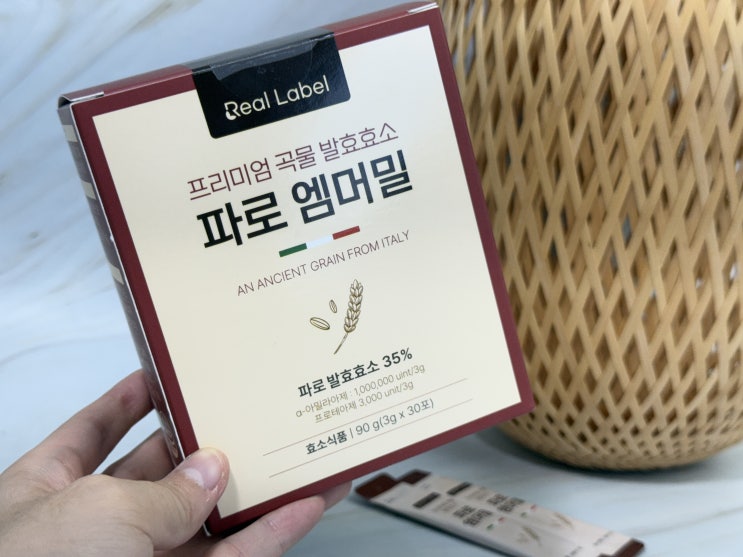 Real Label
프리미엄 곡물 발효효소
파로 엠머밀
AN ANCIENT GRAIN FROM ITALY
파로 발효효소 35%
α-아밀라아제 : 1,000,000 uint/3g
프로테아제 3,000 unit/3g
효소식품 | 90 g(3g x 30포)